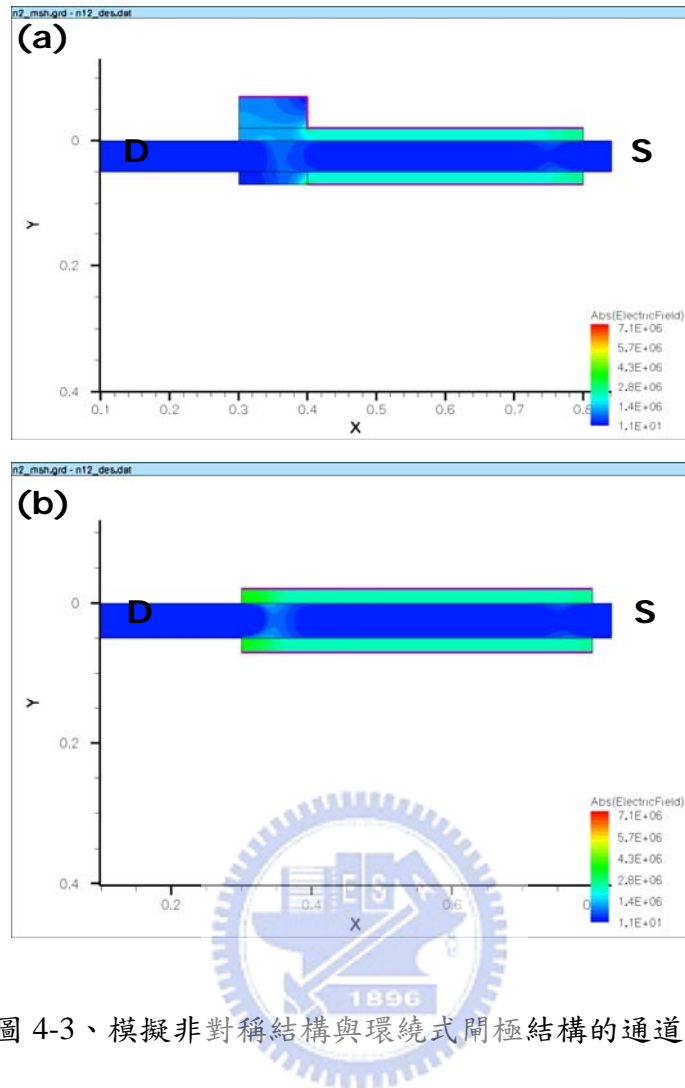 n2_msh.grd - n12_des.dat
(a)
D
S
0
0.2
0.4
Y
0.1 0.2 0.3 0.4 0.5 0.6 0.7 0.8
X
Abs(ElectricField)
7.1E+06
5.7E+06
4.3E+06
2.8E+06
1.4E+06
1.1E+01
n2_msh.grd - n12_des.dat
(b)
D
S
0
0.2
0.4
Y
0.2 0.4 0.6
X
Abs(ElectricField)
7.1E+06
5.7E+06
4.3E+06
2.8E+06
1.4E+06
1.1E+01
1896
圖 4-3、模擬非對稱結構與環繞式閘極結構的通道